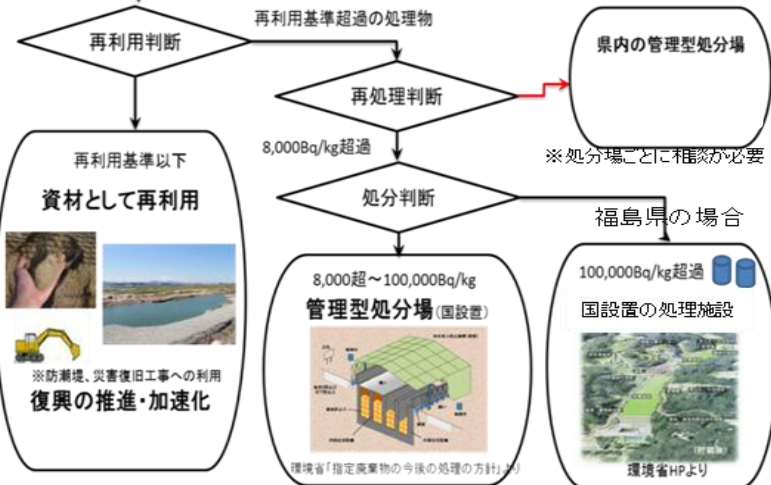 再利用基準超過の処理物
再利用判断
県内の管理型処分場
再処理判断
8,000Bq/kg超過
※処分場ごとに相談が必要
再利用基準以下
資材として再利用
処分判断
福島県の場合
8,000超～100,000Bq/kg
管理型処分場(国設置)
100,000Bq/kg超過
国設置の処理施設
※防潮堤、災害復旧工事への利用
復興の推進・加速化
環境省「指定廃棄物の今後の処理の方針」より
環境省HPより